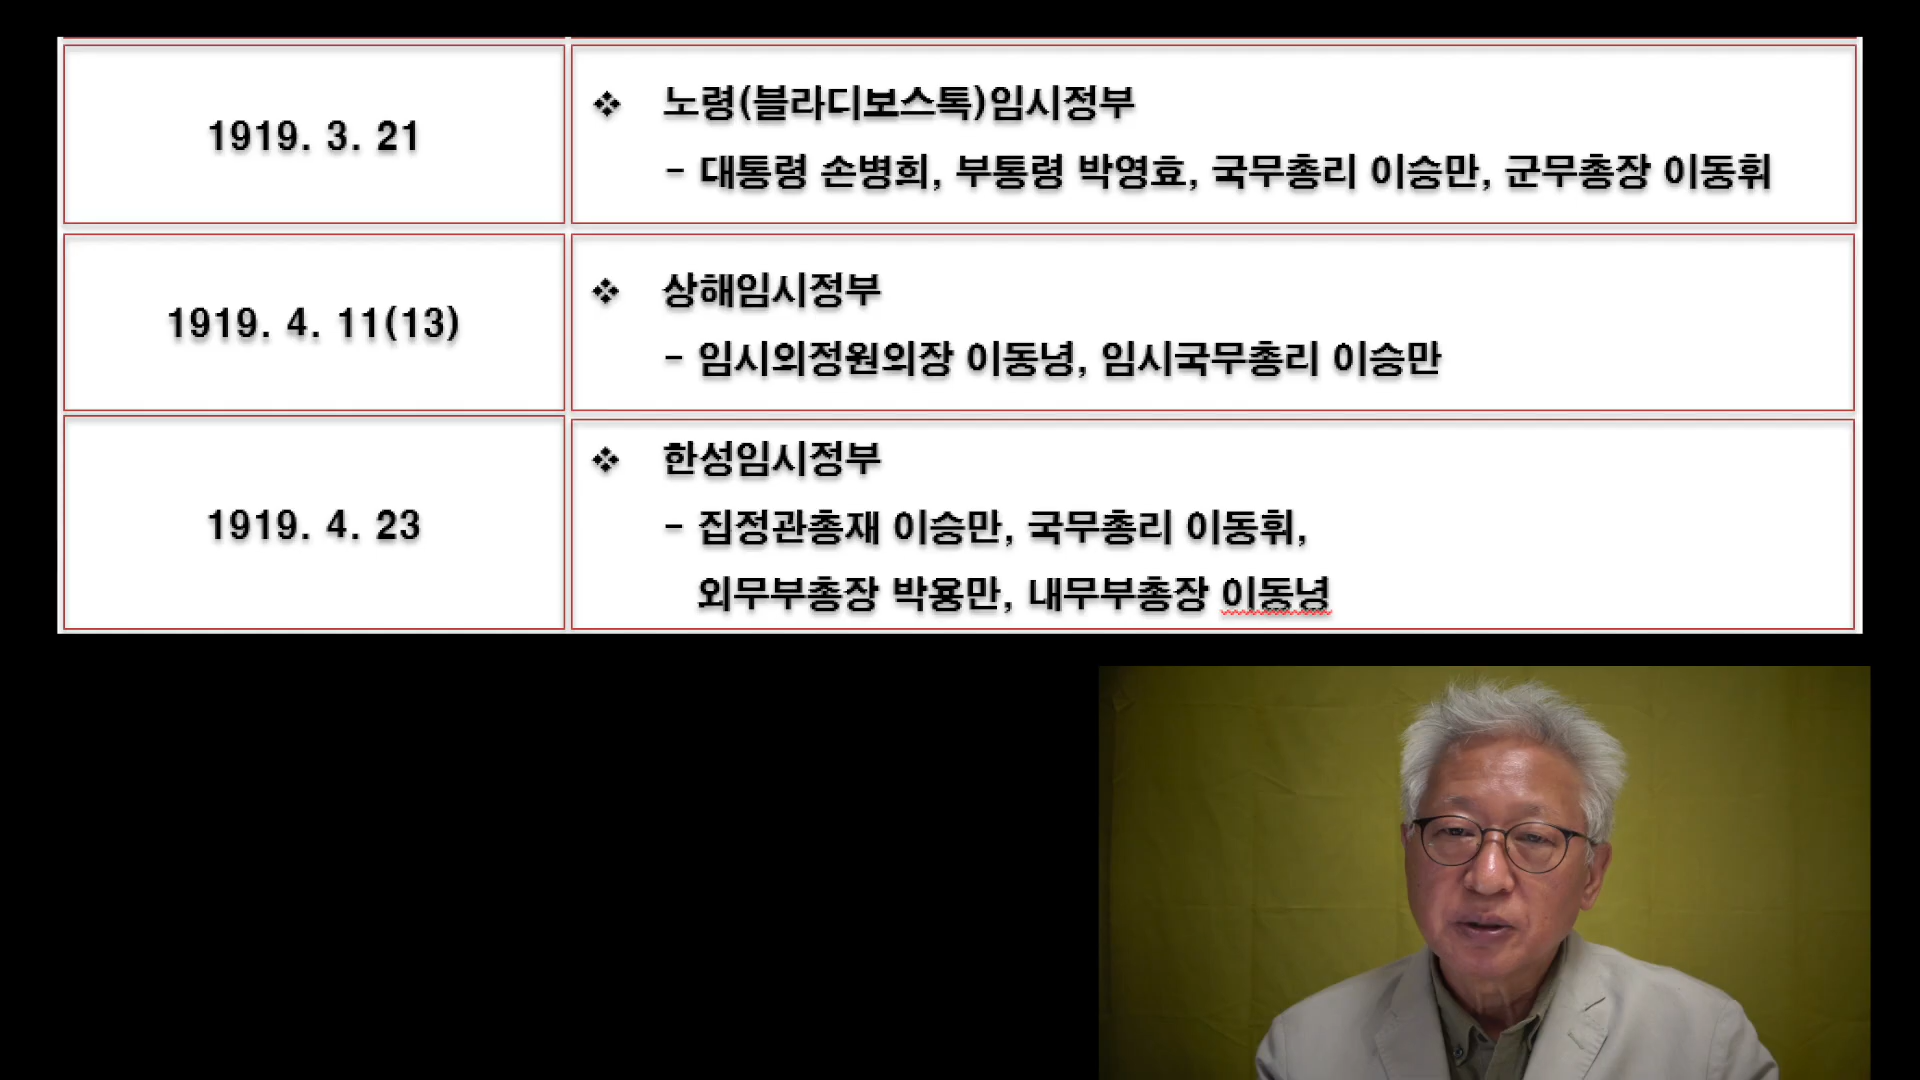 1919. 3. 21
❖ 노령(블라디보스톡)임시정부
- 대통령 손병희, 부통령 박영효, 국무총리 이승만, 군무총장 이동휘
1919. 4. 11(13)
❖ 상해임시정부
- 임시의정원의장 이동녕, 임시국무총리 이승만
1919. 4. 23
❖ 한성임시정부
- 집정관총재 이승만, 국무총리 이동휘,
외무부총장 박용만, 내무부총장 이동녕